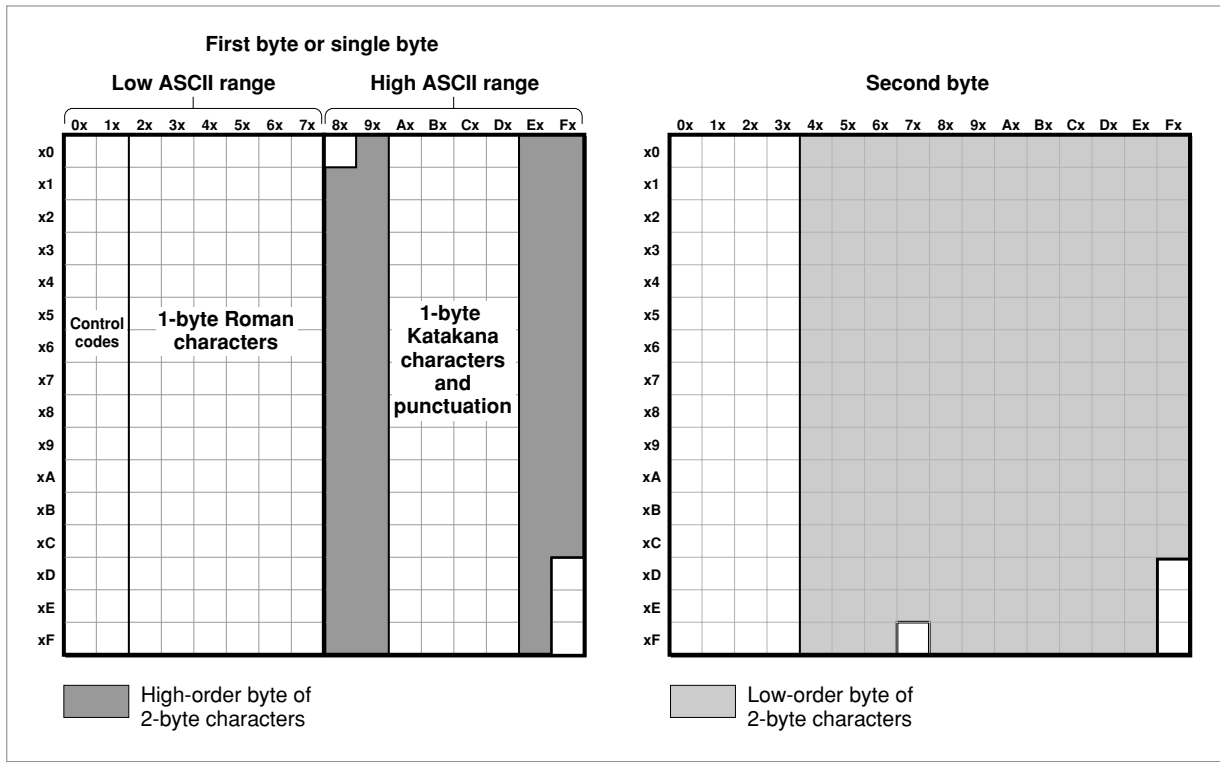 First byte or single byte
Low ASCII range
High ASCII range
0x 1x 2x 3x 4x 5x 6x 7x 8x 9x Ax Bx Cx Dx Ex Fx
x0
x1
x2
x3
x4
x5
x6
x7
x8
x9
xA
xB
xC
xD
xE
xF
Control
codes
1-byte Roman
characters
1-byte
Katakana
characters
and
punctuation
High-order byte of
2-byte characters
Second byte
0x 1x 2x 3x 4x 5x 6x 7x 8x 9x Ax Bx Cx Dx Ex Fx
x0
x1
x2
x3
x4
x5
x6
x7
x8
x9
xA
xB
xC
xD
xE
xF
Low-order byte of
2-byte characters